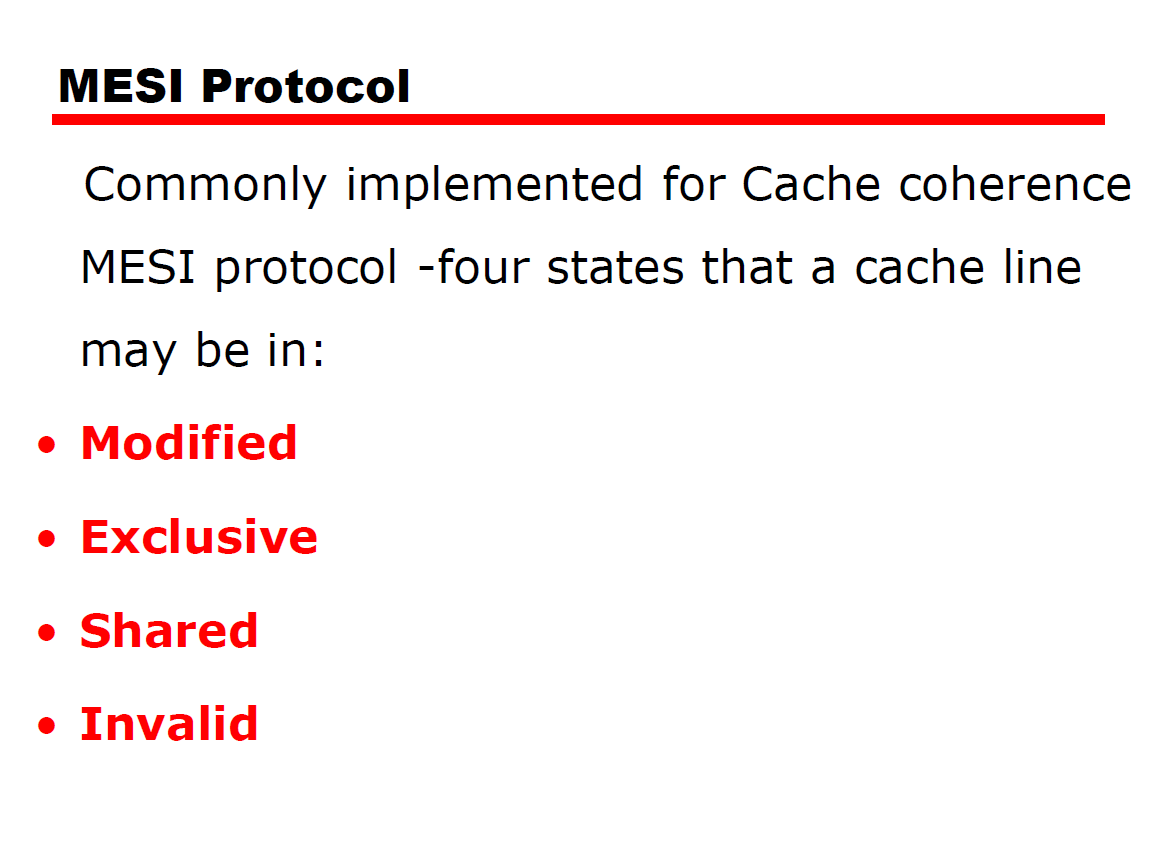 MESI Protocol
Commonly implemented for Cache coherence
MESI protocol -four states that a cache line
may be in:
• Modified
• Exclusive
• Shared
• Invalid